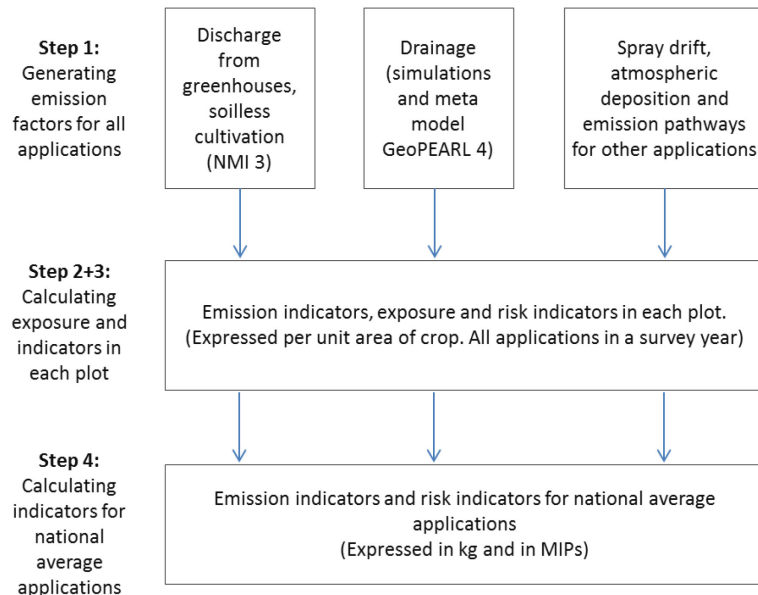 Step 1:
Generating
emission
factors for all
applications
Discharge
from
greenhouses,
soilless
cultivation
(NMI 3)
Drainage
(simulations
and meta
model
GeoPEARL 4)
Spray drift,
atmospheric
deposition and
emission pathways
for other applications
Step 2+3:
Calculating
exposure and
indicators in
each plot
Emission indicators, exposure and risk indicators in each plot.
(Expressed per unit area of crop. All applications in a survey year)
Step 4:
Calculating
indicators for
national
average
applications
Emission indicators and risk indicators for national average
applications
(Expressed in kg and in MIPs)